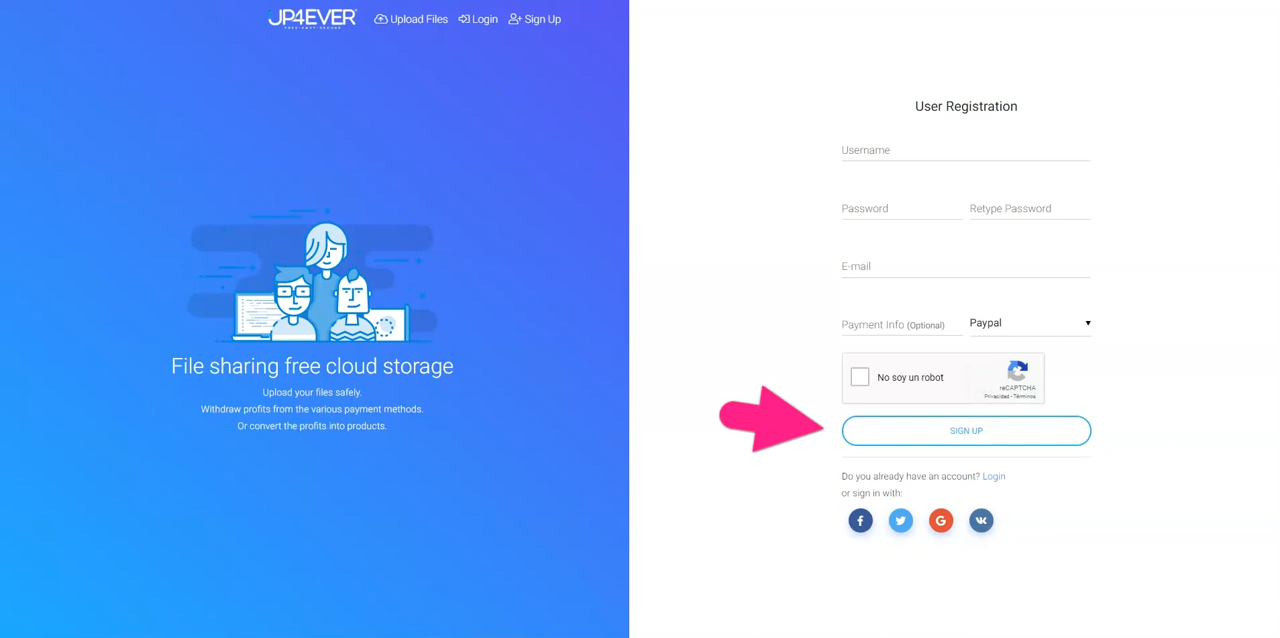 JP4EVER
Upload Files
Login
Sign Up
File sharing free cloud storage
Upload your files safely.
Withdraw profits from the various payment methods.
Or convert the profits into products.
User Registration
Username
Password
Retype Password
E-mail
Payment Info (Optional)
Paypal
No soy un robot
reCAPTCHA
Privacidad - Términos
SIGN UP
Do you already have an account? Login
or sign in with: